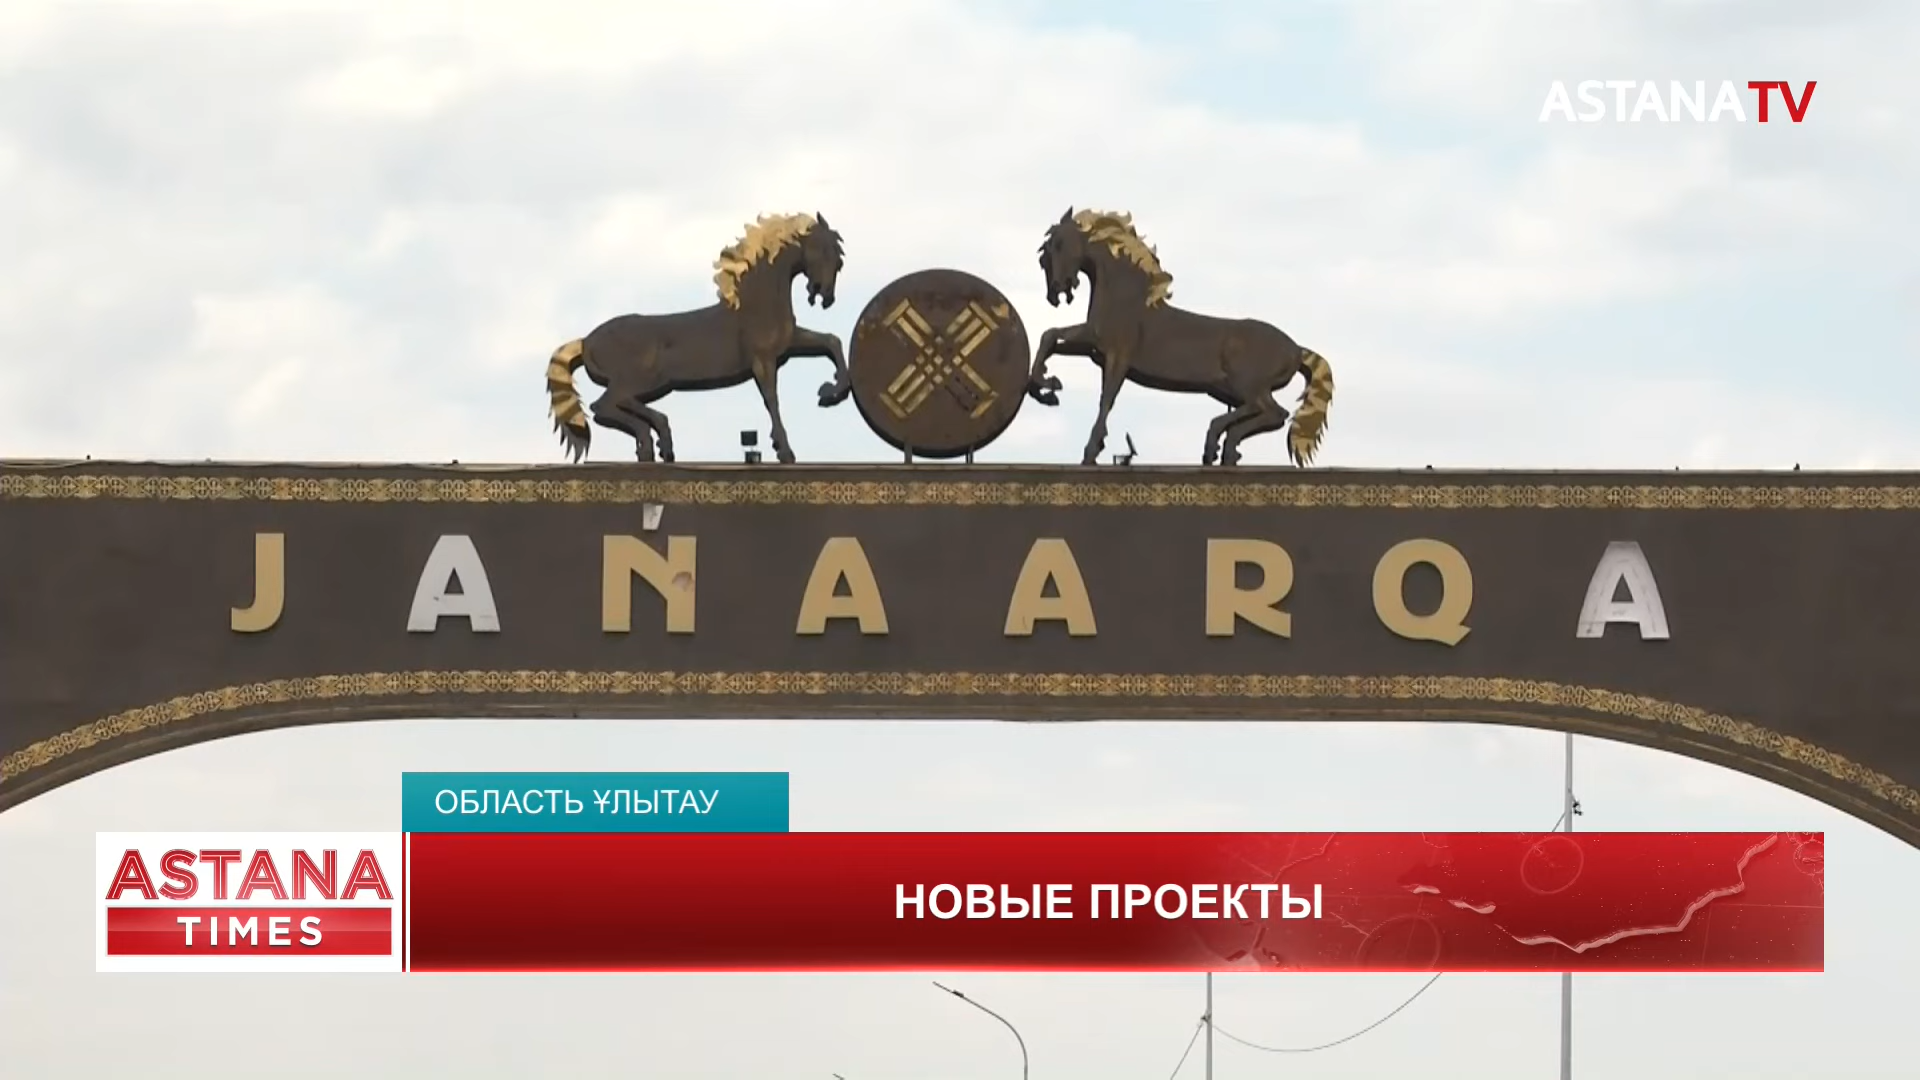 ASTANATV
JAŃAARQA
ОБЛАСТЬ ҰЛЫТАУ
НОВЫЕ ПРОЕКТЫ
ASTANA
TIMES